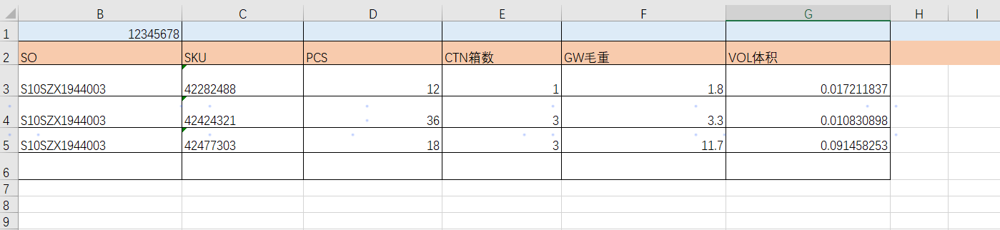 B C D E F G H I
1 12345678
2 SO SKU PCS CTN箱数 GW毛重 VOL体积
3 S10SZX1944003 42282488 12 1 1.8 0.017211837
4 S10SZX1944003 42424321 36 3 3.3 0.010830898
5 S10SZX1944003 42477303 18 3 11.7 0.091458253
6
7
8
9